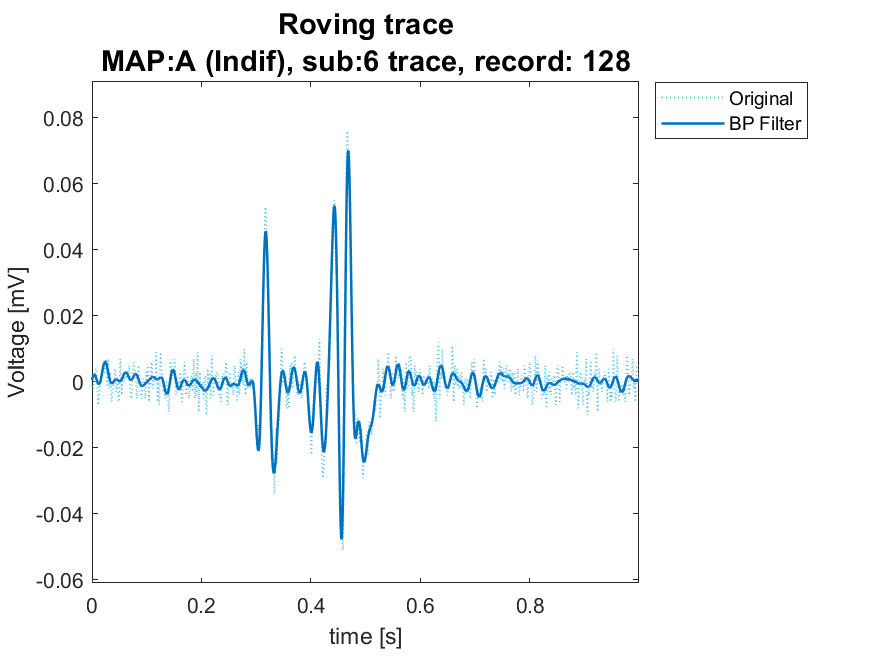 Roving trace
MAP:A (Indif), sub:6 trace, record: 128
Original
BP Filter
0.08
0.06
0.04
0.02
0
-0.02
-0.04
-0.06
Voltage [mV]
0 0.2 0.4 0.6 0.8
time [s]